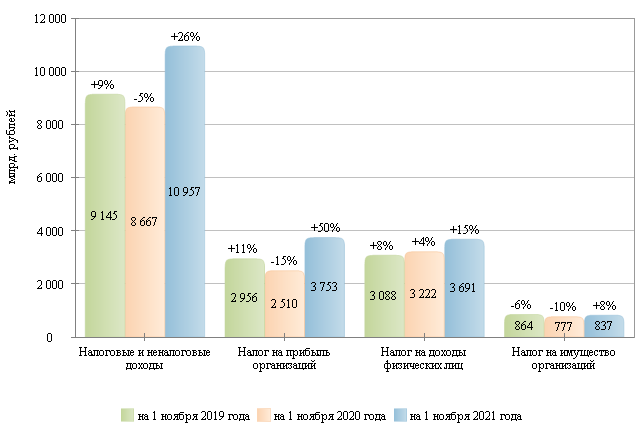 12 000
10 000
8 000
6 000
4 000
2 000
0
млрд. рублей
+9%
-5%
+26%
9 145
8 667
10 957
+11%
-15%
+50%
2 956
2 510
3 753
+8%
+4%
+15%
3 088
3 222
3 691
-6%
-10%
+8%
864
777
837
Налоговые и неналоговые
доходы
Налог на прибыль
организаций
Налог на доходы
физических лиц
Налог на имущество
организаций
на 1 ноября 2019 года
на 1 ноября 2020 года
на 1 ноября 2021 года